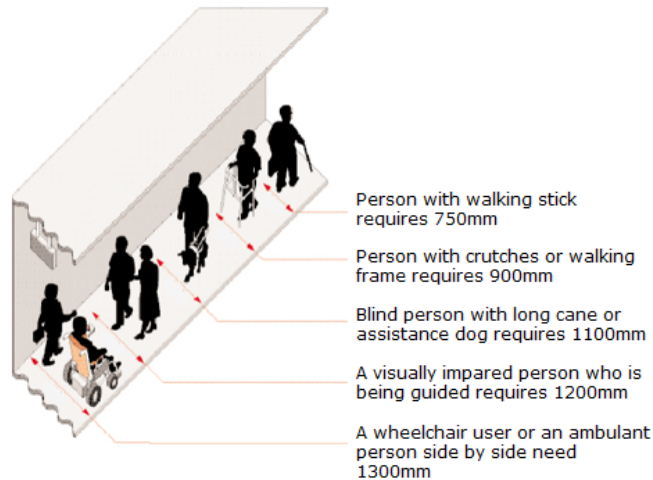 Person with walking stick
requires 750mm
Person with crutches or walking
frame requires 900mm
Blind person with long cane or
assistance dog requires 1100mm
A visually impared person who is
being guided requires 1200mm
A wheelchair user or an ambulant
person side by side need
1300mm